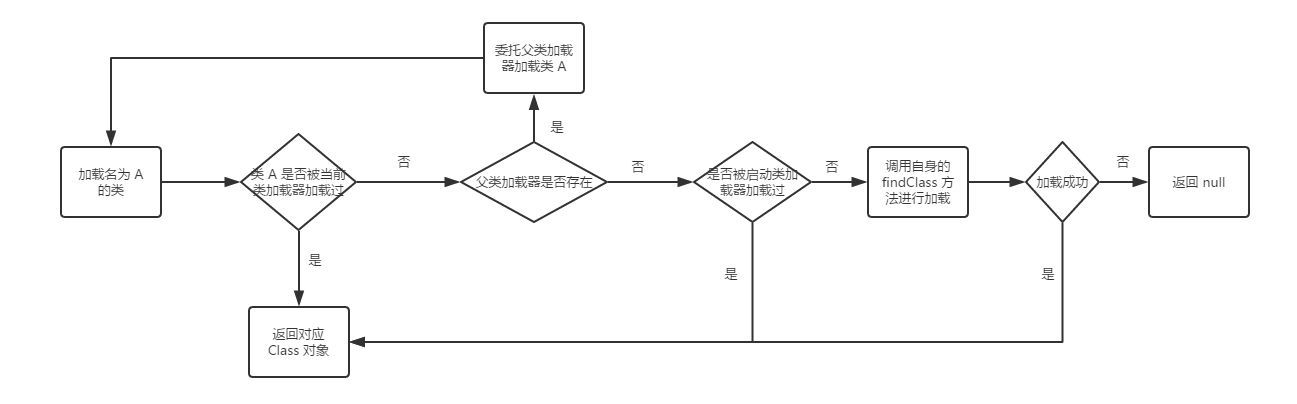 委托父类加载
器加载类 A
是
加载名为 A
的类
类 A 是否被当前
类加载器加载过
否
父类加载器是否存在
否
是否被启动类加
载器加载过
否
调用自身的
findClass 方
法进行加载
加载成功
否
返回 null
是
是
是
返回对应
Class 对象